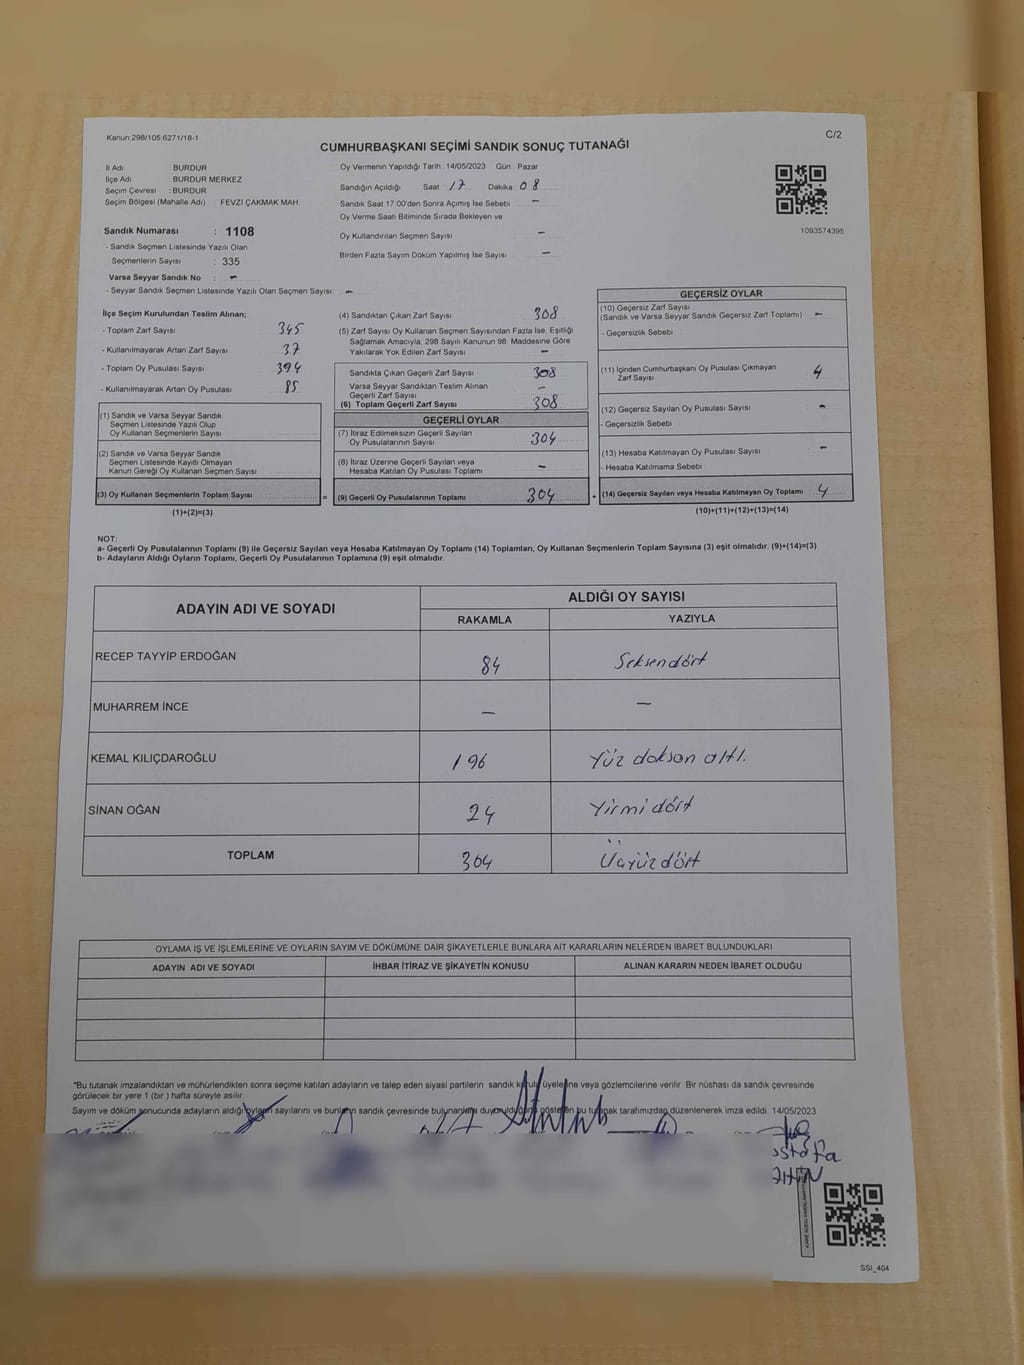 Kanun:298/105;6271/18-1
C/2
CUMHURBAŞKANI SEÇİMİ SANDIK SONUÇ TUTANAĞI
İl Adı BURDUR
İlçe Adı : BURDUR MERKEZ
Seçim Çevresi : BURDUR
Seçim Bölgesi (Mahalle Adı) : FEVZİ ÇAKMAK MAH.
Sandık Numarası : 1108
- Sandık Seçmen Listesinde Yazılı Olan
Seçmenlerin Sayısı : 335
Varsa Seyyar Sandık No : -
- Seyyar Sandık Seçmen Listesinde Yazılı Olan Seçmen Sayısı: -
Oy Vermenin Yapıldığı Tarih : 14/05/2023 Gün : Pazar
Sandığın Açıldığı Saat : 17 Dakika : 08
Sandık Saat 17:00'den Sonra Açımış İse Sebebi : -
Oy Verme Saati Bitiminde Sırada Bekleyen ve
Oy Kullandırılan Seçmen Sayısı -
Birden Fazla Sayım Döküm Yapılmış İse Sayısı -
1093574395
İlçe Seçim Kurulundan Teslim Alınan;
- Toplam Zarf Sayısı 345
- Kullanılmayarak Artan Zarf Sayısı 37
- Toplam Oy Pusulası Sayısı 394
- Kullanılmayarak Artan Oy Pusulası 85
(1) Sandık ve Varsa Seyyar Sandık
Seçmen Listesinde Yazılı Olup
Oy Kullanan Seçmenlerin Sayısı
(2) Sandık ve Varsa Seyyar Sandık
Seçmen Listesinde Kayıtlı Olmayan
Kanun Gereği Oy Kullanan Seçmen Sayısı
(3) Oy Kullanan Seçmenlerin Toplam Sayısı =
(1)+(2)=(3)
(4) Sandıktan Çıkan Zarf Sayısı 308
(5) Zarf Sayısı Oy Kullanan Seçmen Sayısından Fazla İse, Eşitliği
Sağlamak Amacıyla, 298 Sayılı Kanunun 98. Maddesine Göre
Yakılarak Yok Edilen Zarf Sayısı -
Sandıkta Çıkan Geçerli Zarf Sayısı 308
Varsa Seyyar Sandıktan Teslim Alınan
Geçerli Zarf Sayısı -
(6) Toplam Geçerli Zarf Sayısı 308
GEÇERLİ OYLAR
(7) İtiraz Edilmeksizin Geçerli Sayılan
Oy Pusulalarının Sayısı 304
(8) İtiraz Üzerine Geçerli Sayılan veya
Hesaba Katılan Oy Pusulası Toplamı -
(9) Geçerli Oy Pusulalarının Toplamı 304 +
GEÇERSİZ OYLAR
(10) Geçersiz Zarf Sayısı
(Sandık ve Varsa Seyyar Sandık Geçersiz Zarf Toplamı) -
- Geçersizlik Sebebi
(11) İçinden Cumhurbaşkanı Oy Pusulası Çıkmayan
Zarf Sayısı 4
(12) Geçersiz Sayılan Oy Pusulası Sayısı -
- Geçersizlik Sebebi
(13) Hesaba Katılmayan Oy Pusulası Sayısı -
- Hesaba Katılmama Sebebi
(14) Geçersiz Sayılan veya Hesaba Katılmayan Oy Toplamı 4
(10)+(11)+(12)+(13)=(14)
NOT:
a- Geçerli Oy Pusulalarının Toplamı (9) ile Geçersiz Sayılan veya Hesaba Katılmayan Oy Toplamı (14) Toplamları, Oy Kullanan Seçmenlerin Toplam Sayısına (3) eşit olmalıdır. (9)+(14)=(3)
b- Adayların Aldığı Oyların Toplamı, Geçerli Oy Pusulalarının Toplamına (9) eşit olmalıdır.
ADAYIN ADI VE SOYADI ALDIĞI OY SAYISI
RAKAMLA YAZIYLA
RECEP TAYYİP ERDOĞAN 84 Seksendört
MUHARREM İNCE - -
KEMAL KILIÇDAROĞLU 196 Yüz doksan altı.
SİNAN OĞAN 24 Yirmi dört
TOPLAM 304 Üçyüz dört
OYLAMA İŞ VE İŞLEMLERİNE VE OYLARIN SAYIM VE DÖKÜMÜNE DAİR ŞİKAYETLERLE BUNLARA AİT KARARLARIN NELERDEN İBARET BULUNDUKLARI
ADAYIN ADI VE SOYADI İHBAR İTİRAZ VE ŞİKAYETİN KONUSU ALINAN KARARIN NEDEN İBARET OLDUĞU
*Bu tutanak imzalandıktan ve mühürlendikten sonra seçime katılan adayların ve talep eden siyasi partilerin sandık kurulu üyelerine veya gözlemcilerine verilir. Bir nüshası da sandık çevresinde
görülecek bir yere 1 (bir) hafta süreyle asılır.
Sayım ve döküm sonucunda adayların aldığı oyların sayılarını ve bunların sandık çevresinde bulunanlara duyurulduğunu gösteren bu tutanak tarafımızdan düzenlenerek imza edildi. 14/05/2023
SSI_404